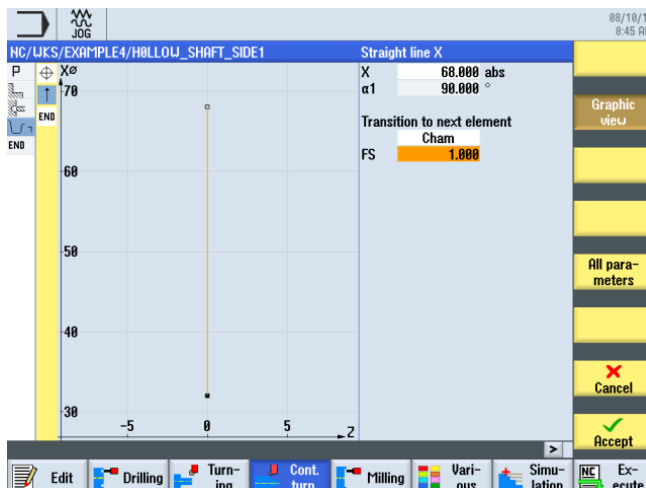 JOG
08/10/1
8:45 A
NC/WKS/EXAMPLE4/HOLLOW_SHAFT_SIDE1
Straight line X
P
XØ
X 68.000 abs
α1 90.000 °
70
END
END
Transition to next element
Cham
FS 1.000
Graphic
view
60
50
All para-
meters
40
Cancel
30
-5 0 5 Z
Accept
>
Edit
Drilling
Turn-
ing
Cont.
turn
Milling
Vari-
ous
Simu-
lation
NC
Ex-
ecute